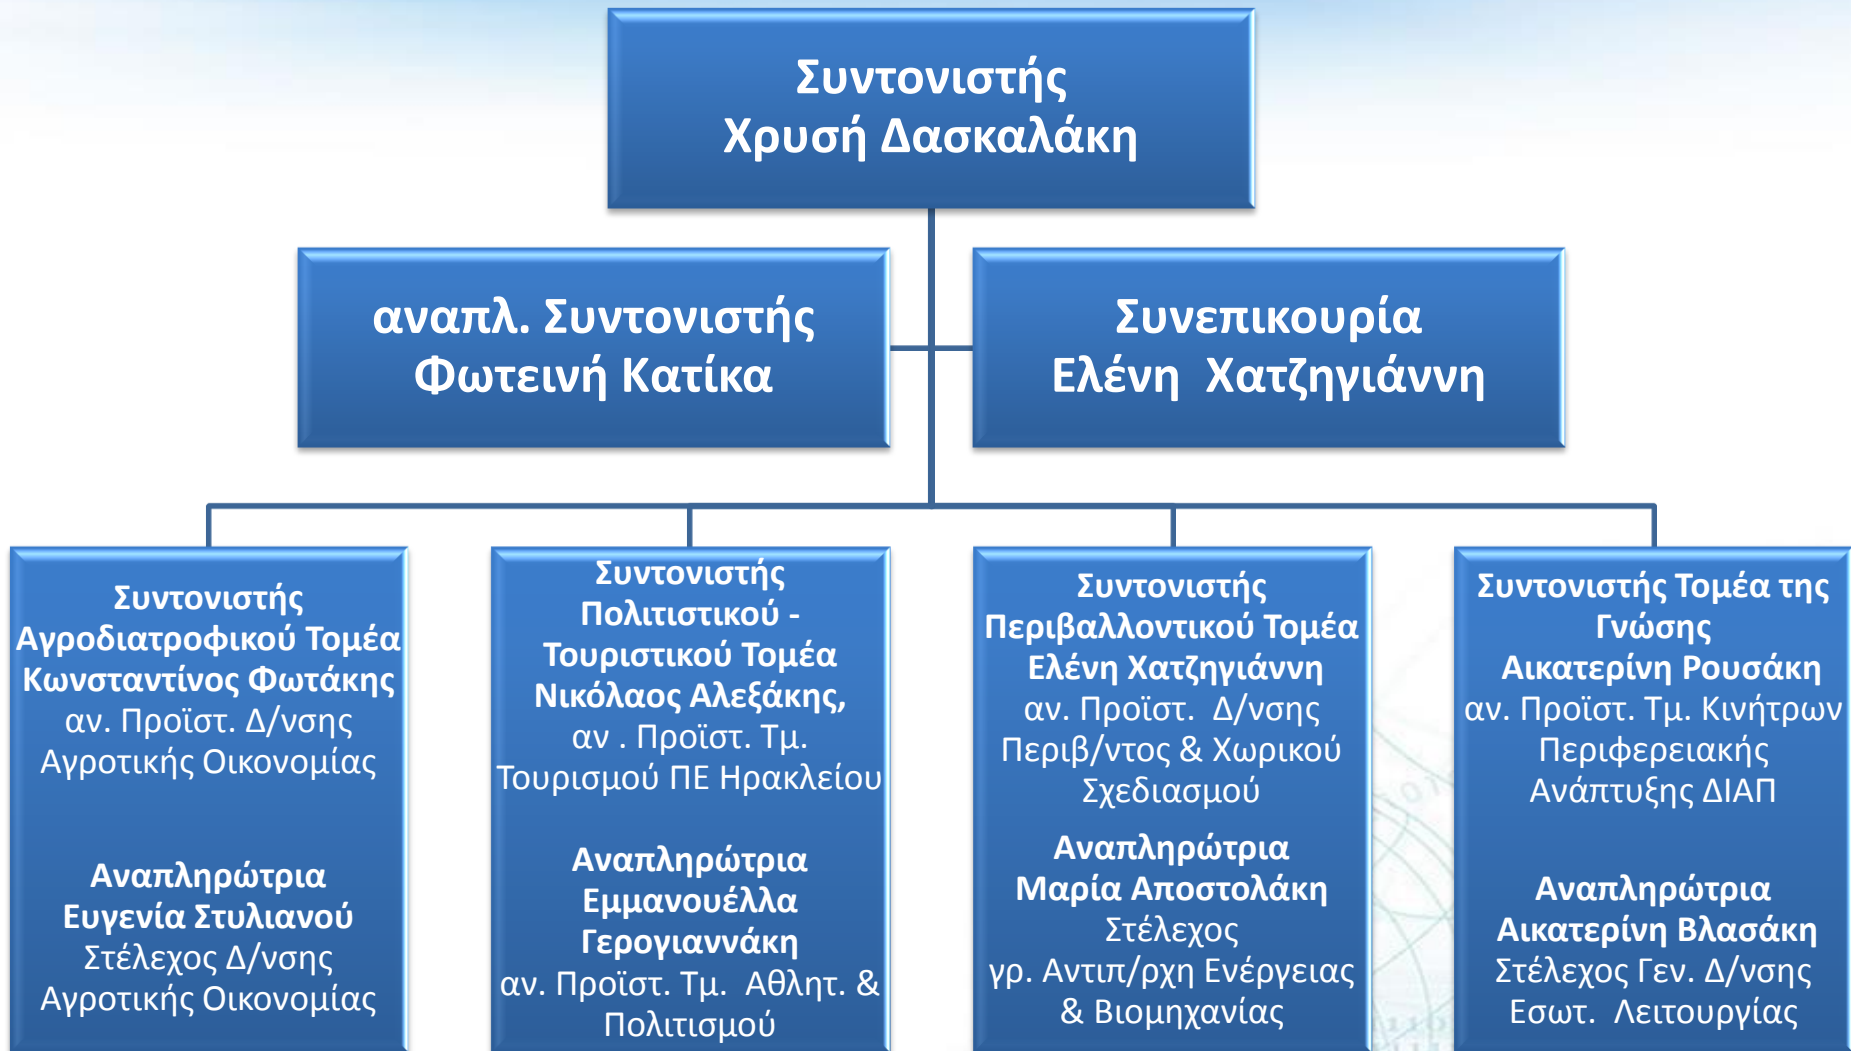 Συντονιστής
Χρυσή Δασκαλάκη
αναπλ. Συντονιστής
Φωτεινή Κατίκα
Συνεπικουρία
Ελένη Χατζηγιάννη
Συντονιστής
Αγροδιατροφικού Τομέα
Κωνσταντίνος Φωτάκης
αν. Προϊστ. Δ/νσης
Αγροτικής Οικονομίας
Αναπληρώτρια
Ευγενία Στυλιανού
Στέλεχος Δ/νσης
Αγροτικής Οικονομίας
Συντονιστής
Πολιτιστικού -
Τουριστικού Τομέα
Νικόλαος Αλεξάκης,
αν . Προϊστ. Τμ.
Τουρισμού ΠΕ Ηρακλείου
Αναπληρώτρια
Εμμανουέλλα
Γερογιαννάκη
αν. Προϊστ. Τμ. Αθλητ. &
Πολιτισμού
Συντονιστής
Περιβαλλοντικού Τομέα
Ελένη Χατζηγιάννη
αν. Προϊστ. Δ/νσης
Περιβ/ντος & Χωρικού
Σχεδιασμού
Αναπληρώτρια
Μαρία Αποστολάκη
Στέλεχος
γρ. Αντιπ/ρχη Ενέργειας
& Βιομηχανίας
Συντονιστής Τομέα της
Γνώσης
Αικατερίνη Ρουσάκη
αν. Προϊστ. Τμ. Κινήτρων
Περιφερειακής
Ανάπτυξης ΔΙΑΠ
Αναπληρώτρια
Αικατερίνη Βλασάκη
Στέλεχος Γεν. Δ/νσης
Εσωτ. Λειτουργίας